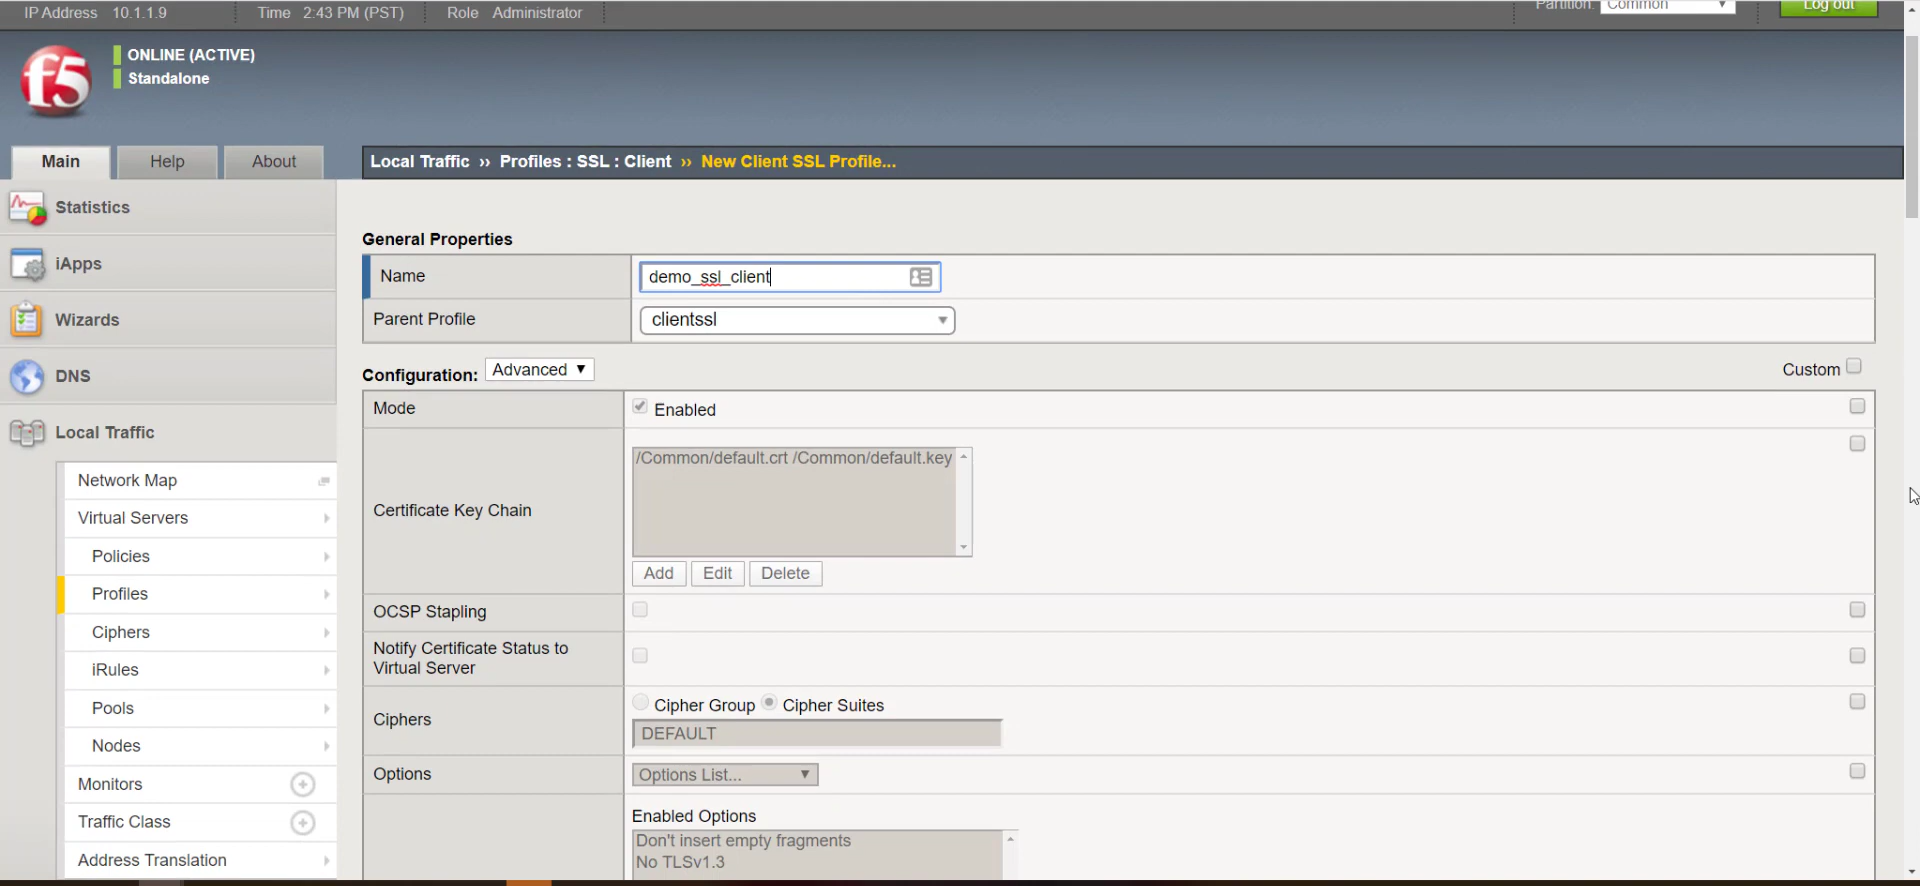 IP Address 10.1.1.9 Time 2:43 PM (PST) Role Administrator Partition: Common Log out
f5
ONLINE (ACTIVE)
Standalone
Main Help About
Local Traffic ›› Profiles : SSL : Client ›› New Client SSL Profile...
Statistics
iApps
Wizards
DNS
Local Traffic
Network Map
Virtual Servers
Policies
Profiles
Ciphers
iRules
Pools
Nodes
Monitors
Traffic Class
Address Translation
General Properties
Name demo_ssl_client
Parent Profile clientssl
Configuration: Advanced Custom
Mode Enabled
Certificate Key Chain
/Common/default.crt /Common/default.key
Add Edit Delete
OCSP Stapling
Notify Certificate Status to
Virtual Server
Ciphers
Cipher Group Cipher Suites
DEFAULT
Options Options List...
Enabled Options
Don't insert empty fragments
No TLSv1.3